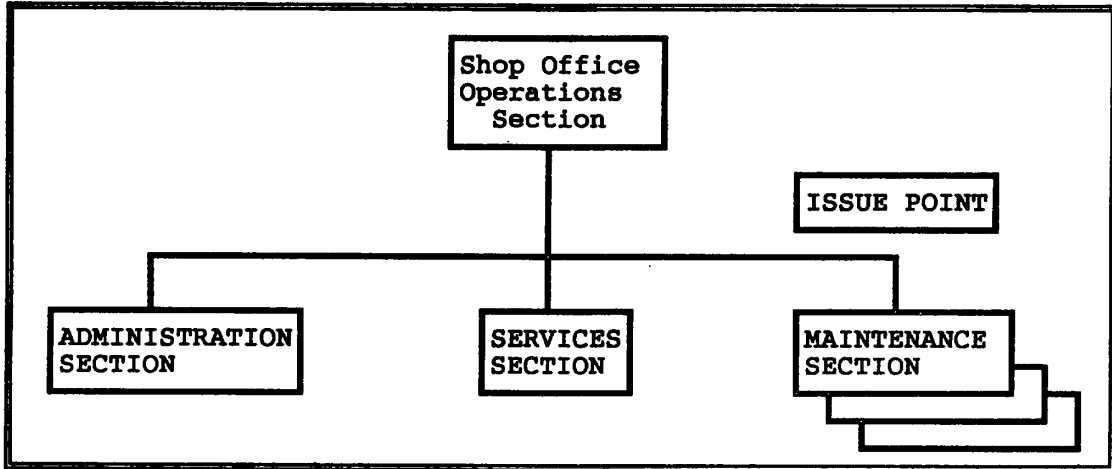 Shop Office
Operations
Section
ISSUE POINT
ADMINISTRATION
SECTION
SERVICES
SECTION
MAINTENANCE
SECTION